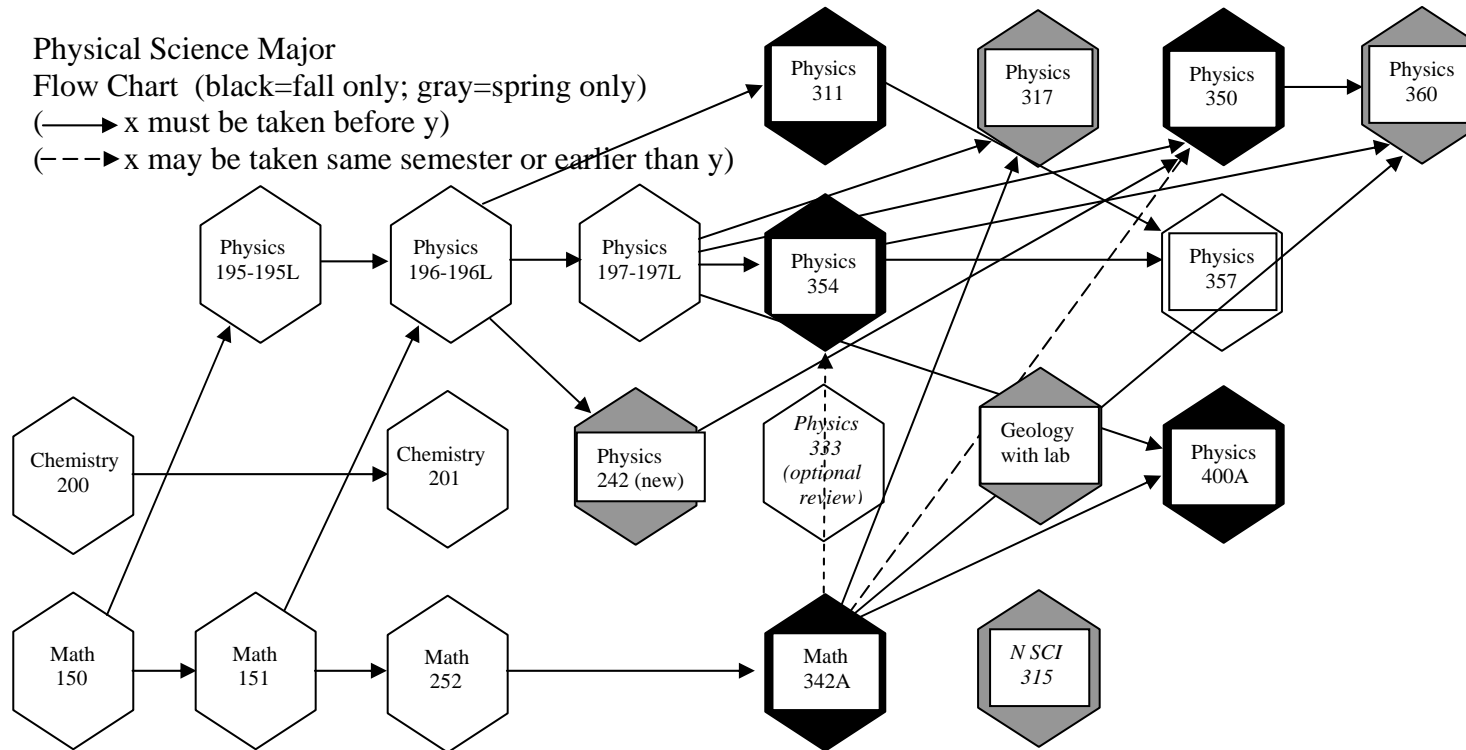 Physical Science Major
Flow Chart (black=fall only; gray=spring only)
(x must be taken before y)
(x may be taken same semester or earlier than y)
Physics
311
Physics
317
Physics
350
Physics
360
Physics
195-195L
Physics
196-196L
Physics
197-197L
Physics
354
Physics
357
Chemistry
200
Chemistry
201
Physics
242 (new)
Physics
333
(optional
review)
Geology
with lab
Physics
400A
Math
150
Math
151
Math
252
Math
342A
N SCI
315